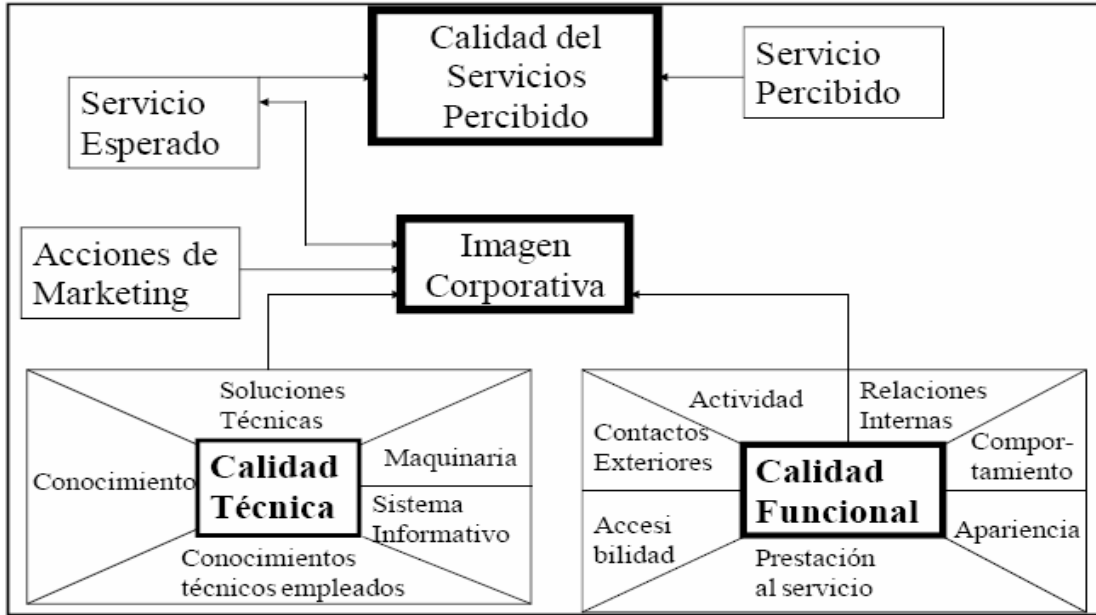 Calidad del
Servicios
Percibido
Servicio
Esperado
Servicio
Percibido
Acciones de
Marketing
Imagen
Corporativa
Soluciones
Técnicas
Conocimiento
Calidad
Técnica
Maquinaria
Sistema
Informativo
Conocimientos
técnicos empleados
Actividad
Relaciones
Internas
Contactos
Exteriores
Compor-
tamiento
Calidad
Funcional
Accesi
bilidad
Apariencia
Prestación
al servicio